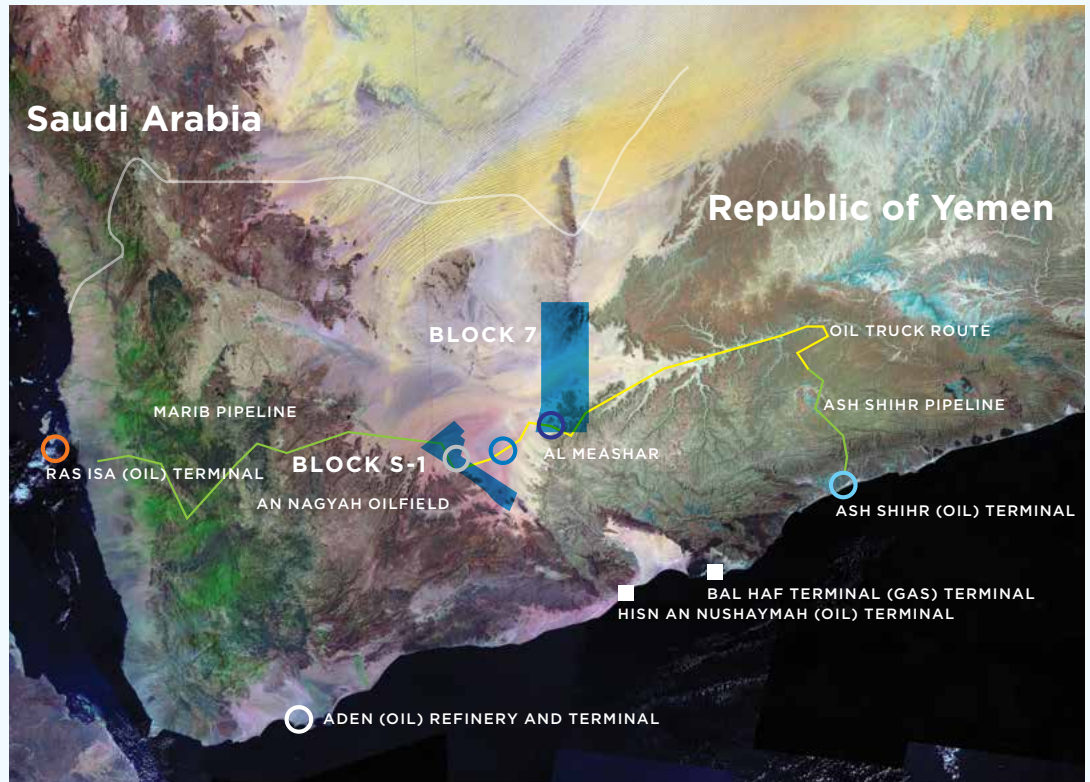 Saudi Arabia
Republic of Yemen
BLOCK 7
OIL TRUCK ROUTE
MARIB PIPELINE
ASH SHIHR PIPELINE
AL MEASHAR
BLOCK S-1
RAS ISA (OIL) TERMINAL
AN NAGYAH OILFIELD
ASH SHIHR (OIL) TERMINAL
BAL HAF TERMINAL (GAS) TERMINAL
HISN AN NUSHAYMAH (OIL) TERMINAL
ADEN (OIL) REFINERY AND TERMINAL